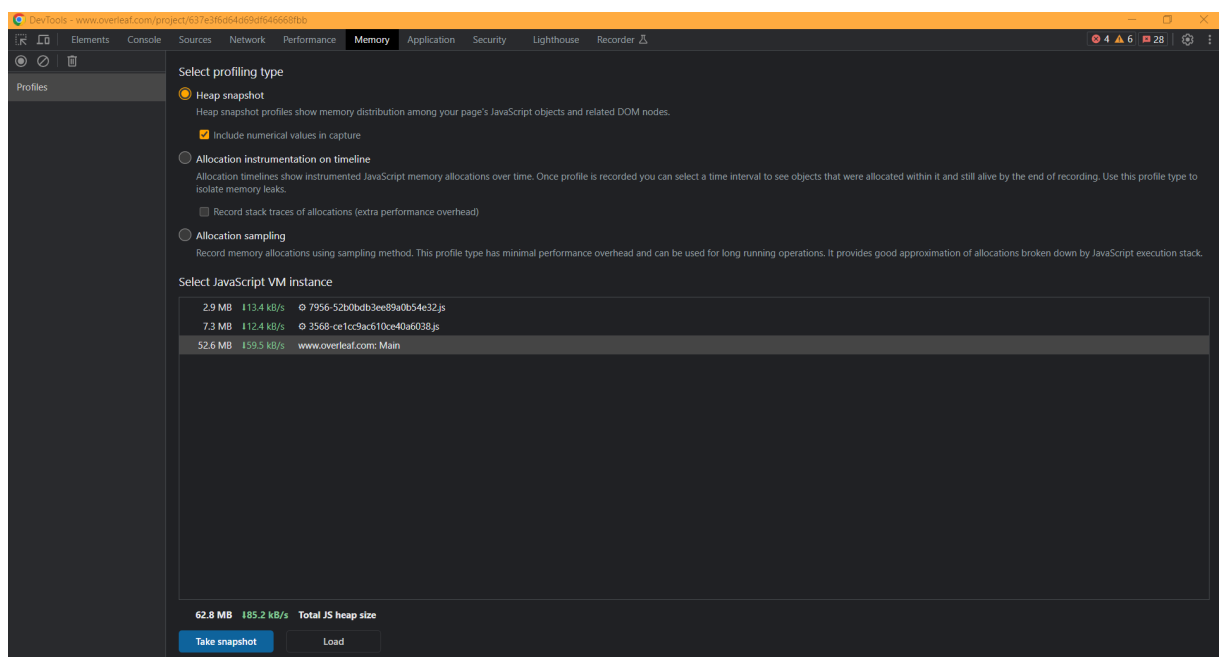 DevTools - www.overleaf.com/project/637e3f6d64d69df646668fbb
Elements Console Sources Network Performance Memory Application Security Lighthouse Recorder 4 6 28
Profiles
Select profiling type
Heap snapshot
Heap snapshot profiles show memory distribution among your page's JavaScript objects and related DOM nodes.
Include numerical values in capture
Allocation instrumentation on timeline
Allocation timelines show instrumented JavaScript memory allocations over time. Once profile is recorded you can select a time interval to see objects that were allocated within it and still alive by the end of recording. Use this profile type to
isolate memory leaks.
Record stack traces of allocations (extra performance overhead)
Allocation sampling
Record memory allocations using sampling method. This profile type has minimal performance overhead and can be used for long running operations. It provides good approximation of allocations broken down by JavaScript execution stack.
Select JavaScript VM instance
2.9 MB ⬇13.4 kB/s 7956-52b0bdb3ee89a0b54e32.js
7.3 MB ⬇12.4 kB/s 3568-ce1cc9ac610ce40a6038.js
52.6 MB ⬇59.5 kB/s www.overleaf.com: Main
62.8 MB ⬇85.2 kB/s Total JS heap size
Take snapshot Load